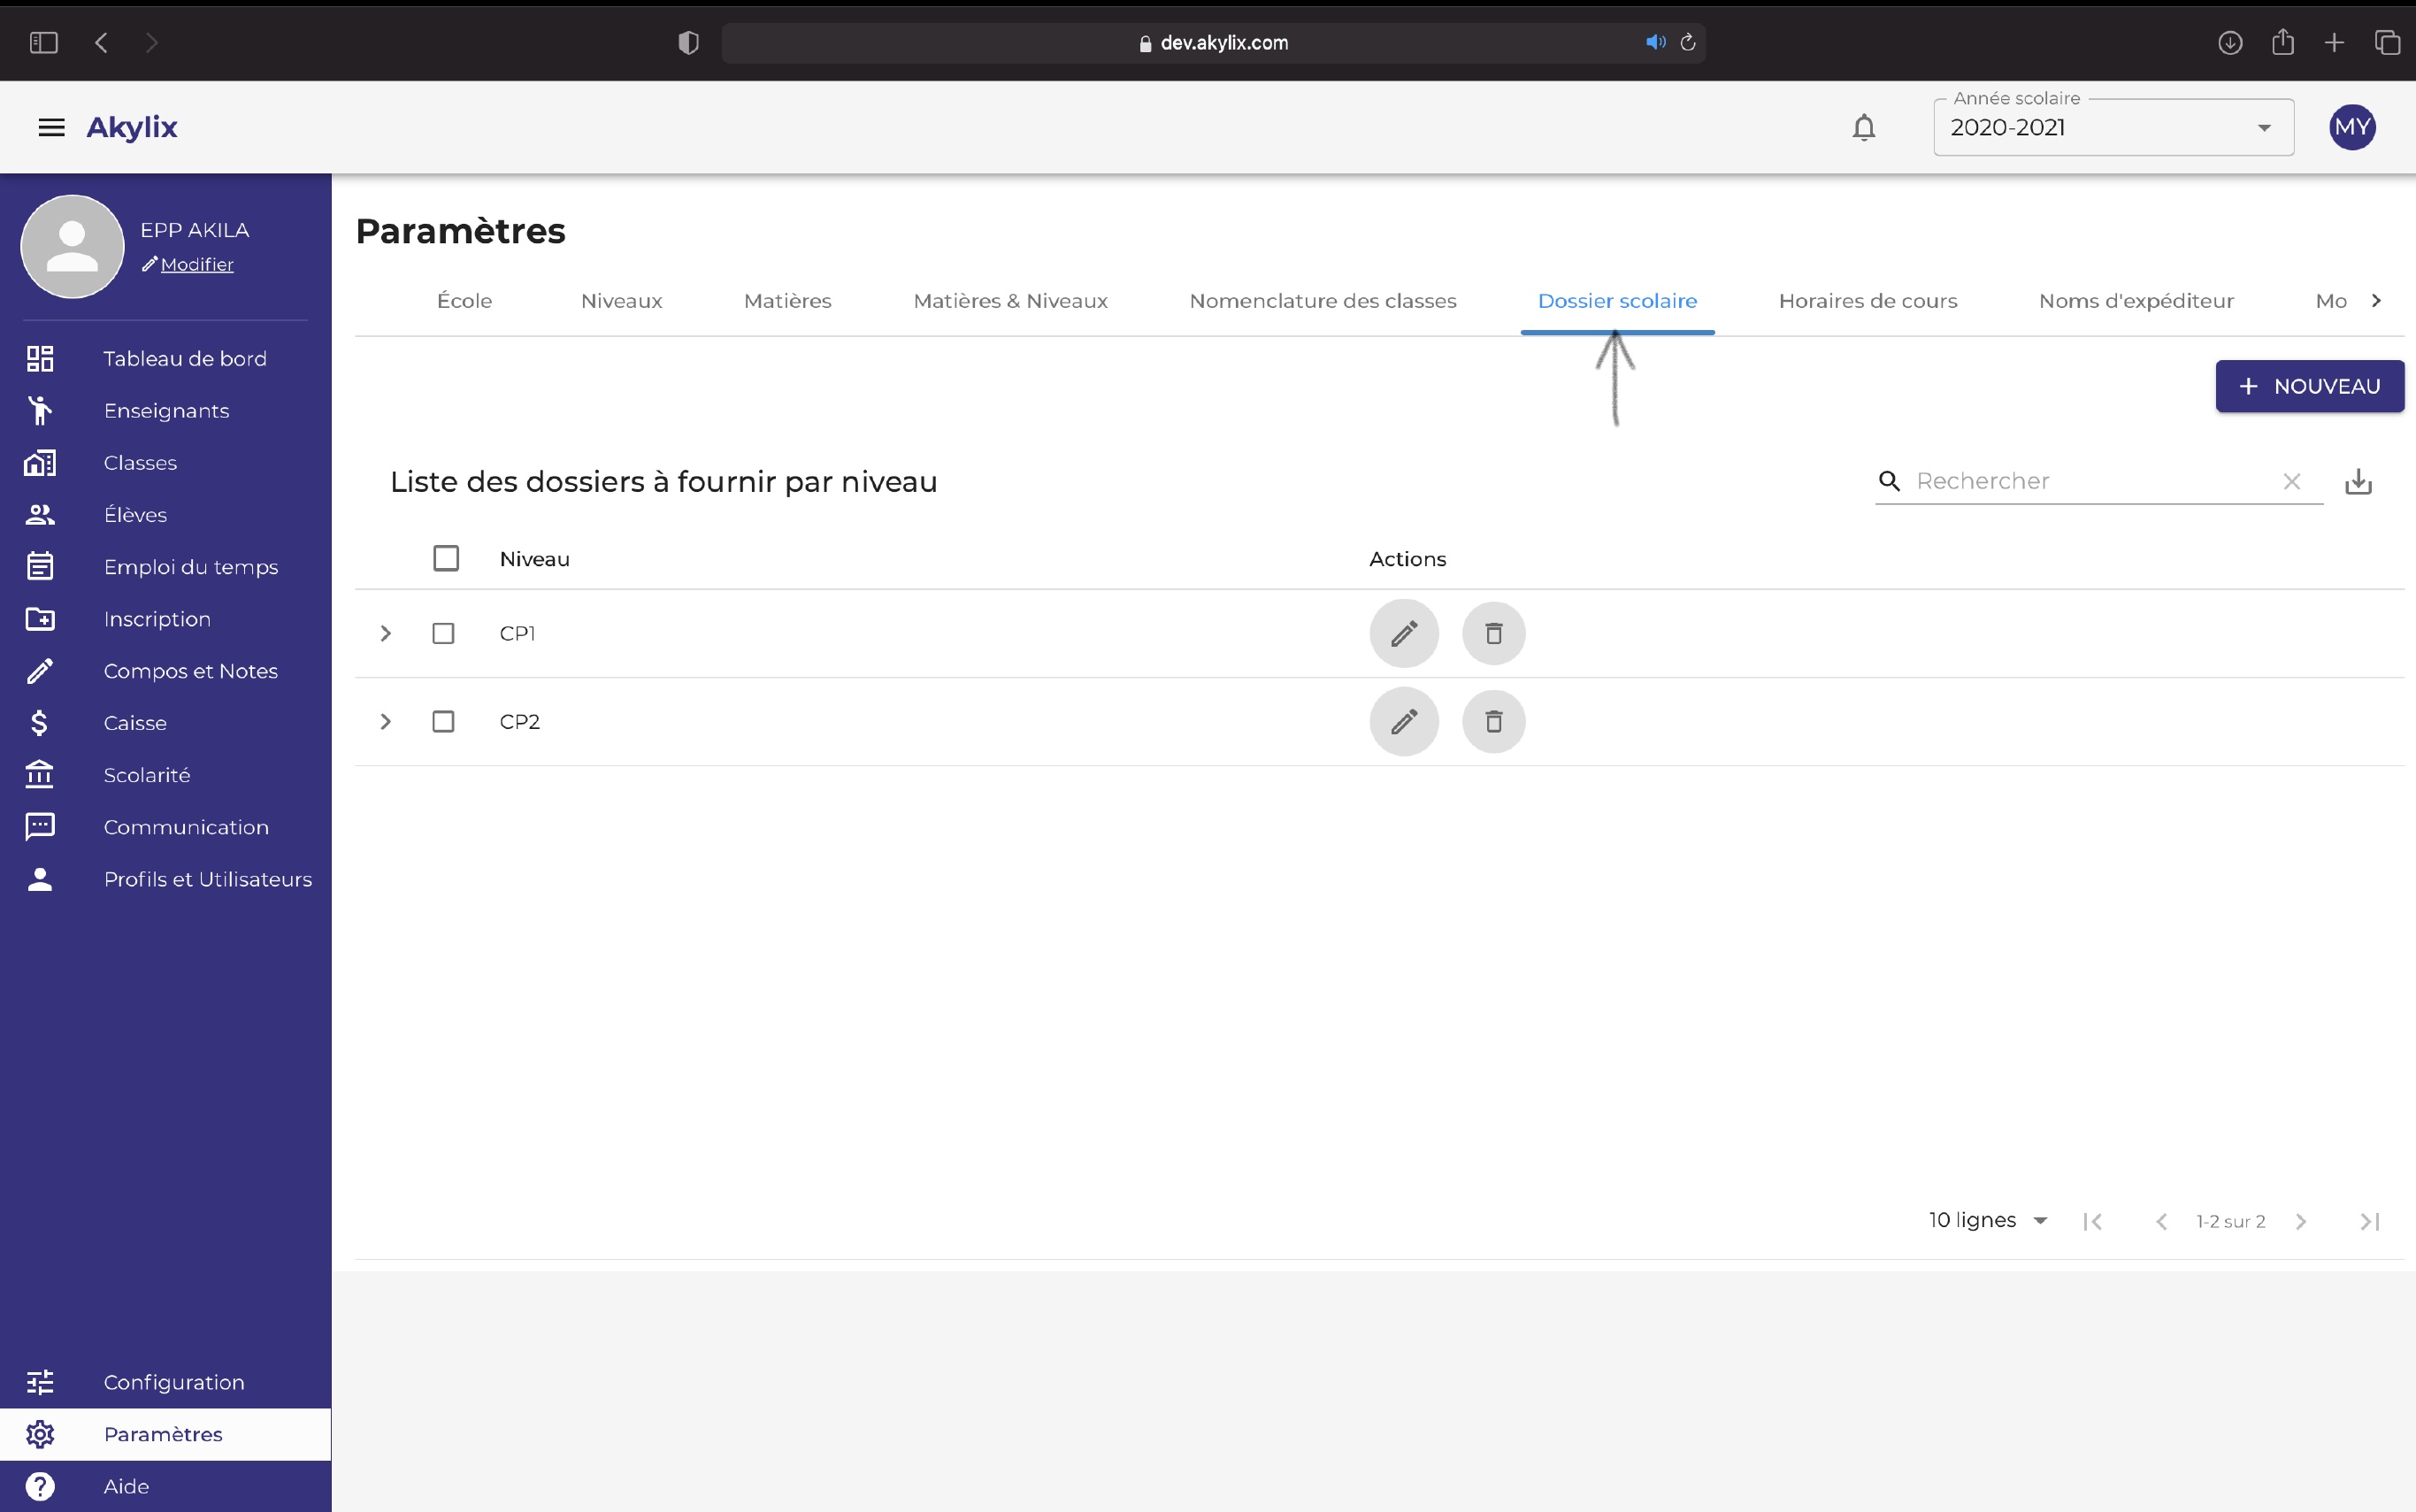 dev.akylix.com
Akylix
Année scolaire
2020-2021
MY
EPP AKILA
Modifier
Tableau de bord
Enseignants
Classes
Élèves
Emploi du temps
Inscription
Compos et Notes
Caisse
Scolarité
Communication
Profils et Utilisateurs
Configuration
Paramètres
Aide
Paramètres
École Niveaux Matières Matières & Niveaux Nomenclature des classes Dossier scolaire Horaires de cours Noms d'expéditeur Mo
+ NOUVEAU
Liste des dossiers à fournir par niveau
Rechercher
Niveau Actions
CP1
CP2
10 lignes 1-2 sur 2